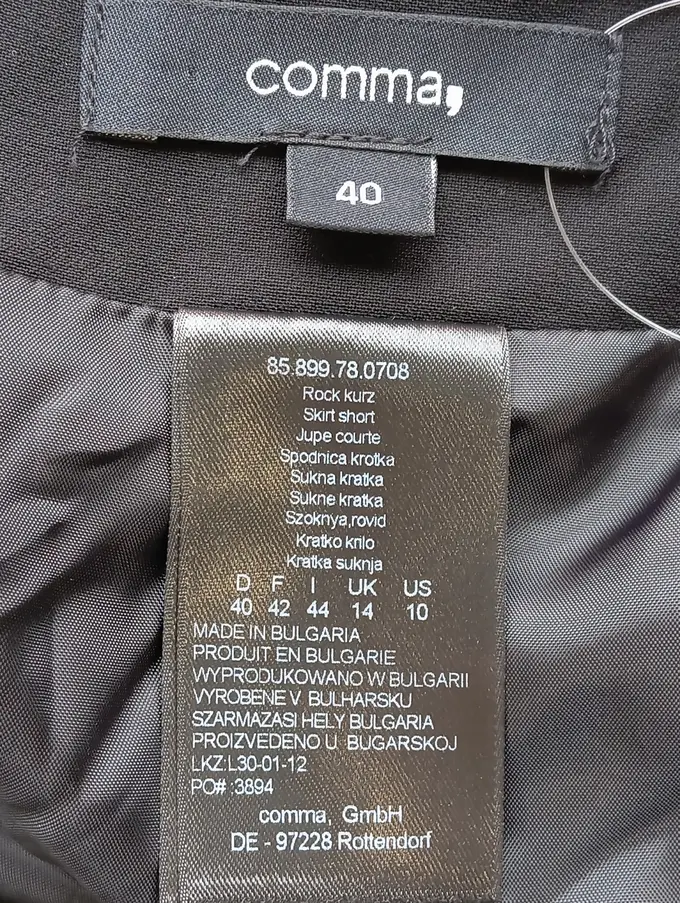 comma,
40
85.899.78.0708
Rock kurz
Skirt short
Jupe courte
Spodnica krotka
Sukna kratka
Sukne kratka
Szoknya,rovid
Kratko krilo
Kratka suknja
D F I UK US
40 42 44 14 10
MADE IN BULGARIA
PRODUIT EN BULGARIE
WYPRODUKOWANO W BULGARII
VYROBENE V BULHARSKU
SZARMAZASI HELY BULGARIA
PROIZVEDENO U BUGARSKOJ
LKZ:L30-01-12
PO# :3894
comma, GmbH
DE - 97228 Rottendorf